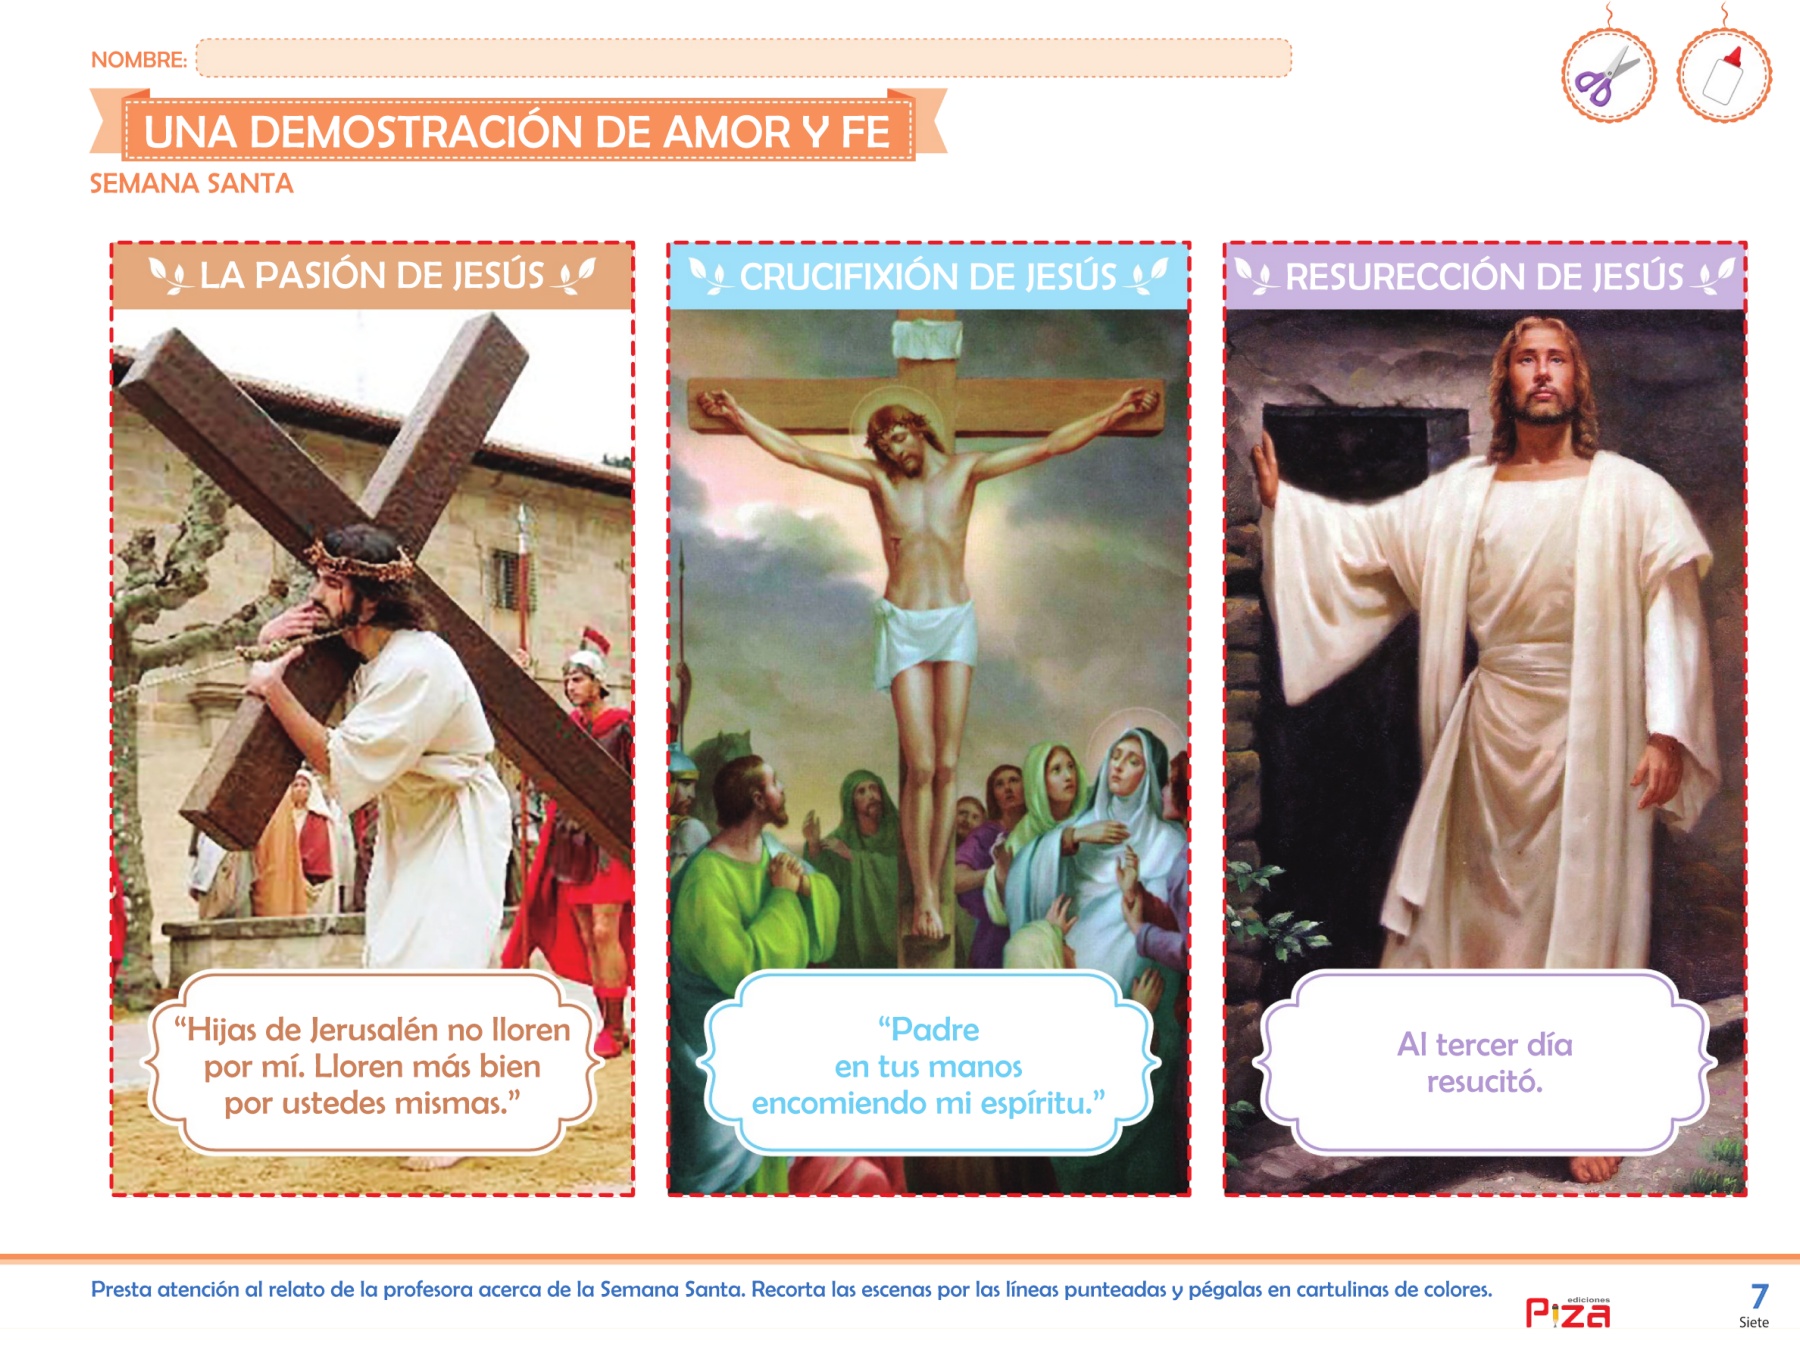 NOMBRE:
UNA DEMOSTRACIÓN DE AMOR Y FE
SEMANA SANTA
LA PASIÓN DE JESÚS
“Hijas de Jerusalén no lloren
por mí. Lloren más bien
por ustedes mismas.”
CRUCIFIXIÓN DE JESÚS
INRI
“Padre
en tus manos
encomiendo mi espíritu.”
RESURECCIÓN DE JESÚS
Al tercer día
resucitó.
Presta atención al relato de la profesora acerca de la Semana Santa. Recorta las escenas por las líneas punteadas y pégalas en cartulinas de colores.
ediciones
Piza
7
Siete